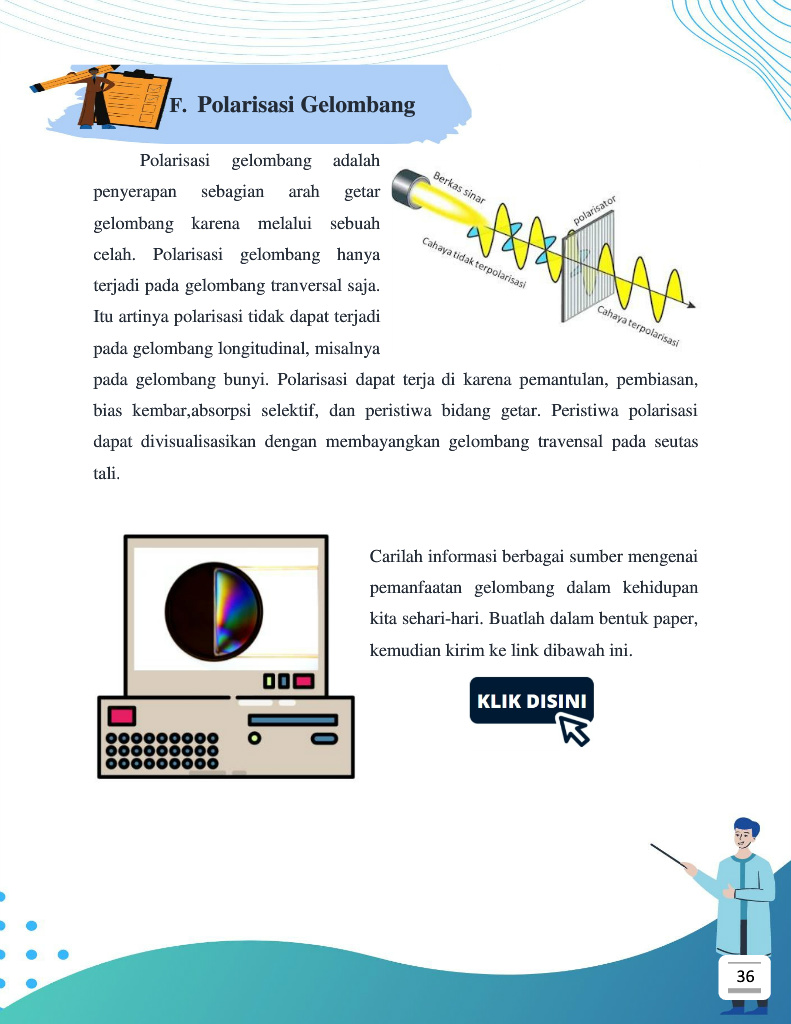 F. Polarisasi Gelombang
Polarisasi gelombang adalah
penyerapan sebagian arah getar
gelombang karena melalui sebuah
celah. Polarisasi gelombang hanya
terjadi pada gelombang tranversal saja.
Itu artinya polarisasi tidak dapat terjadi
pada gelombang longitudinal, misalnya
Berkas sinar
polarisator
Cahaya tidak terpolarisasi
Cahaya terpolarisasi
pada gelombang bunyi. Polarisasi dapat terja di karena pemantulan, pembiasan,
bias kembar,absorpsi selektif, dan peristiwa bidang getar. Peristiwa polarisasi
dapat divisualisasikan dengan membayangkan gelombang travensal pada seutas
tali.
Carilah informasi berbagai sumber mengenai
pemanfaatan gelombang dalam kehidupan
kita sehari-hari. Buatlah dalam bentuk paper,
kemudian kirim ke link dibawah ini.
KLIK DISINI
36